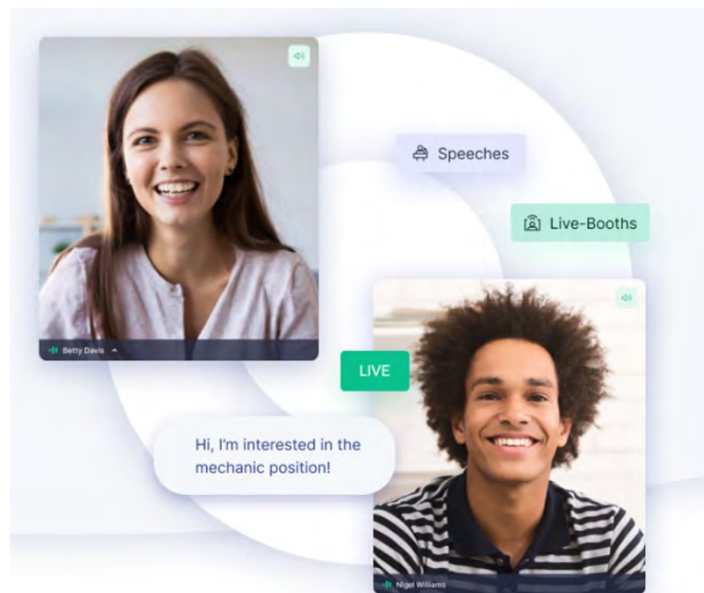 Speeches
Live-Booths
Betty Davis
LIVE
Hi, I'm interested in the
mechanic position!
Nigel Williams